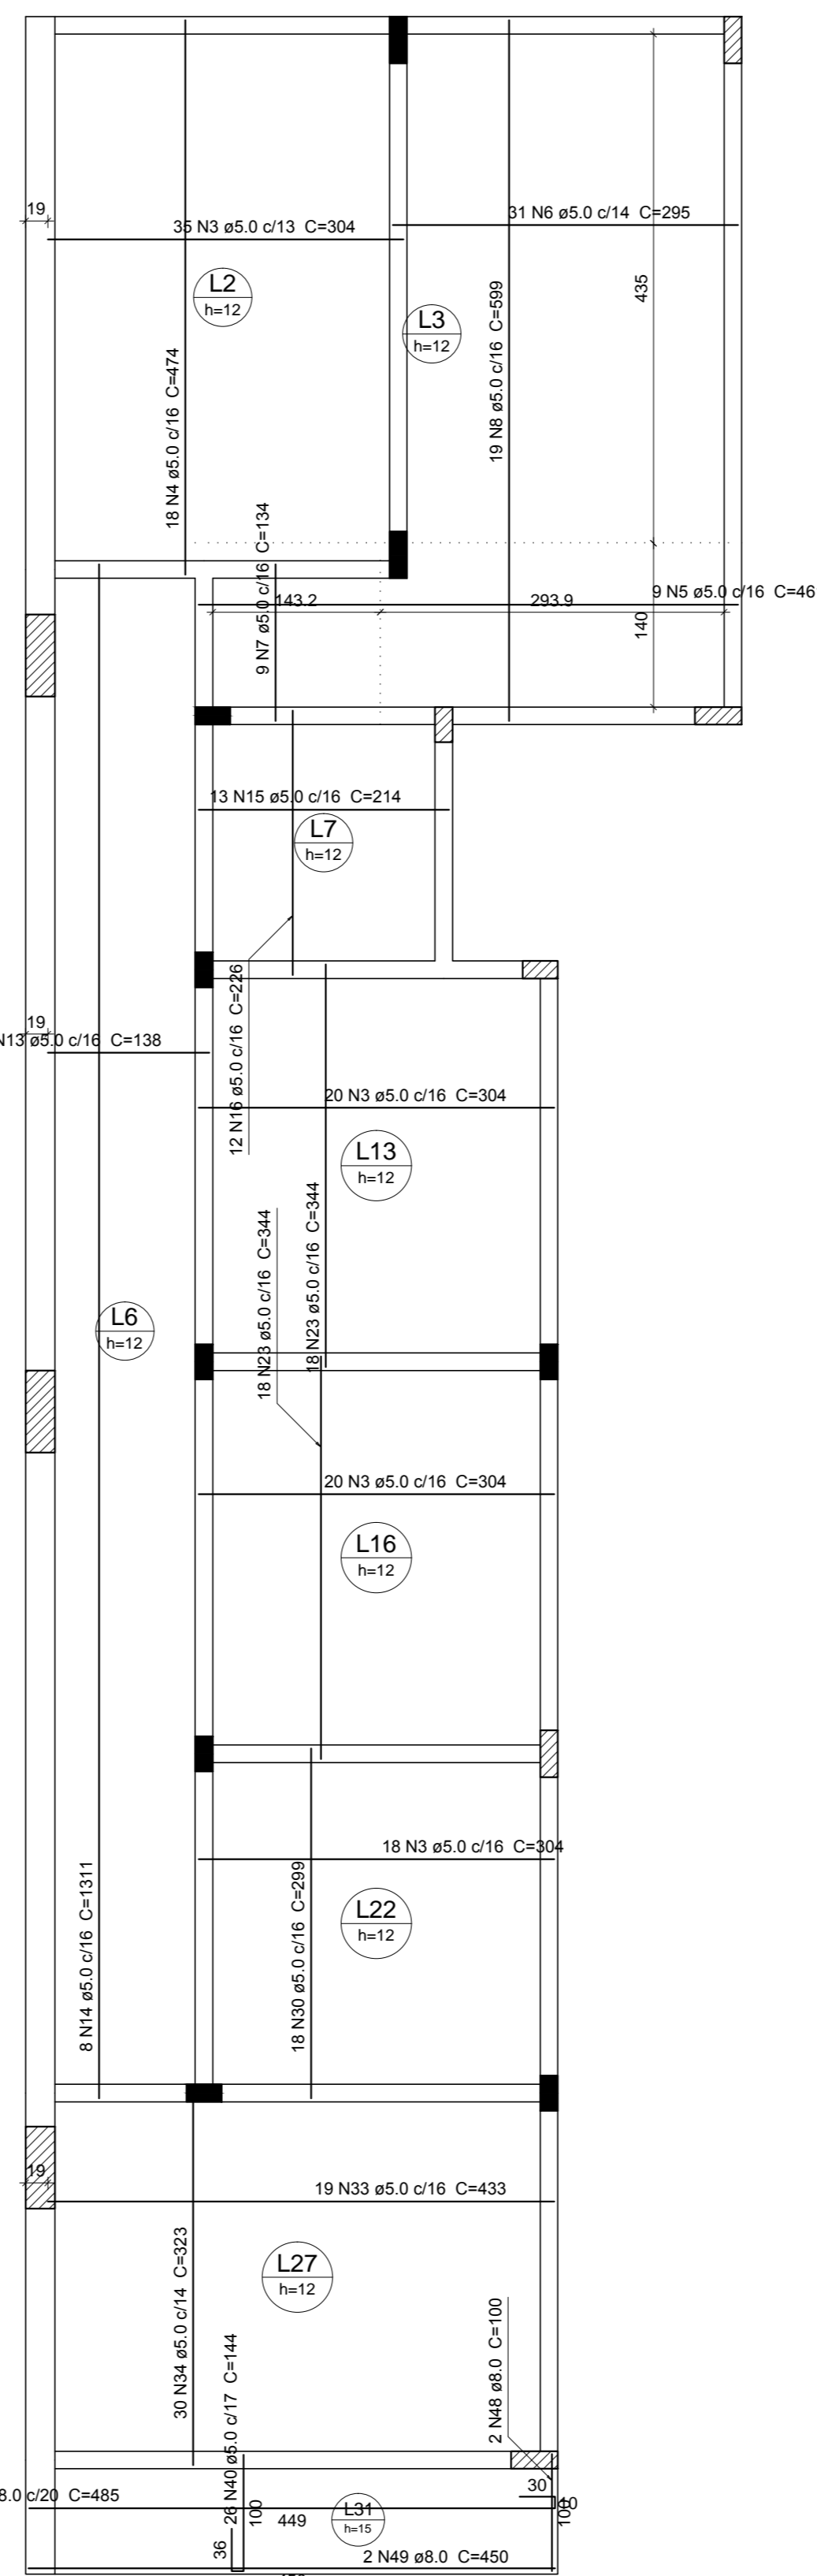 19
35 N3 ø5.0 c/13 C=304
31 N6 ø5.0 c/14 C=295
L2
h=12
L3
h=12
435
19 N8 ø5.0 c/16 C=599
18 N4 ø5.0 c/16 C=474
9 N7 ø5.0 c/16 C=134
143.2
293.9
9 N5 ø5.0 c/16 C=46
140
13 N15 ø5.0 c/16 C=214
L7
h=12
12 N16 ø5.0 c/16 C=226
19
N13 ø5.0 c/16 C=138
20 N3 ø5.0 c/16 C=304
L13
h=12
18 N23 ø5.0 c/16 C=344
18 N23 ø5.0 c/16 C=344
L6
h=12
20 N3 ø5.0 c/16 C=304
L16
h=12
18 N3 ø5.0 c/16 C=304
8 N14 ø5.0 c/16 C=1311
18 N30 ø5.0 c/16 C=299
L22
h=12
19
19 N33 ø5.0 c/16 C=433
L27
h=12
30 N34 ø5.0 c/14 C=323
26 N40 ø5.0 c/17 C=144
2 N48 ø8.0 C=100
8.0 c/20 C=485
100
449
L31
h=15
30
10
100
36
2 N49 ø8.0 C=450